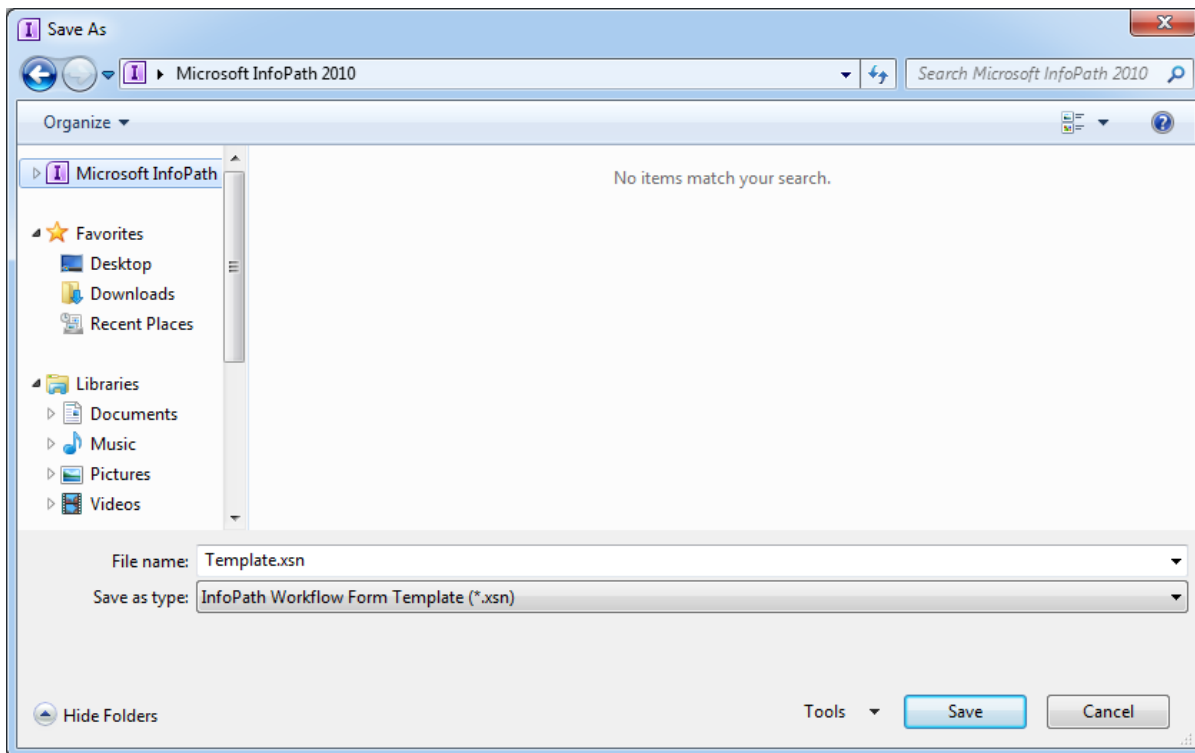 Save As
Microsoft InfoPath 2010
Search Microsoft InfoPath 2010
Organize
Microsoft InfoPath
No items match your search.
Favorites
Desktop
Downloads
Recent Places
Libraries
Documents
Music
Pictures
Videos
File name: Template.xsn
Save as type: InfoPath Workflow Form Template (*.xsn)
Hide Folders
Tools
Save
Cancel